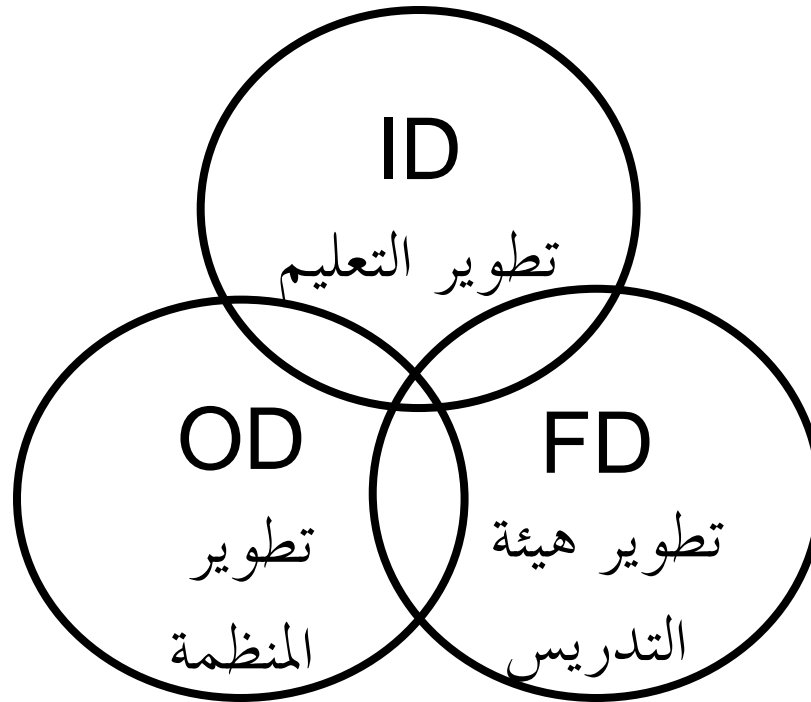 ID
تطوير التعليم
OD
تطوير
المنظمة
FD
تطوير هيئة
التدريس